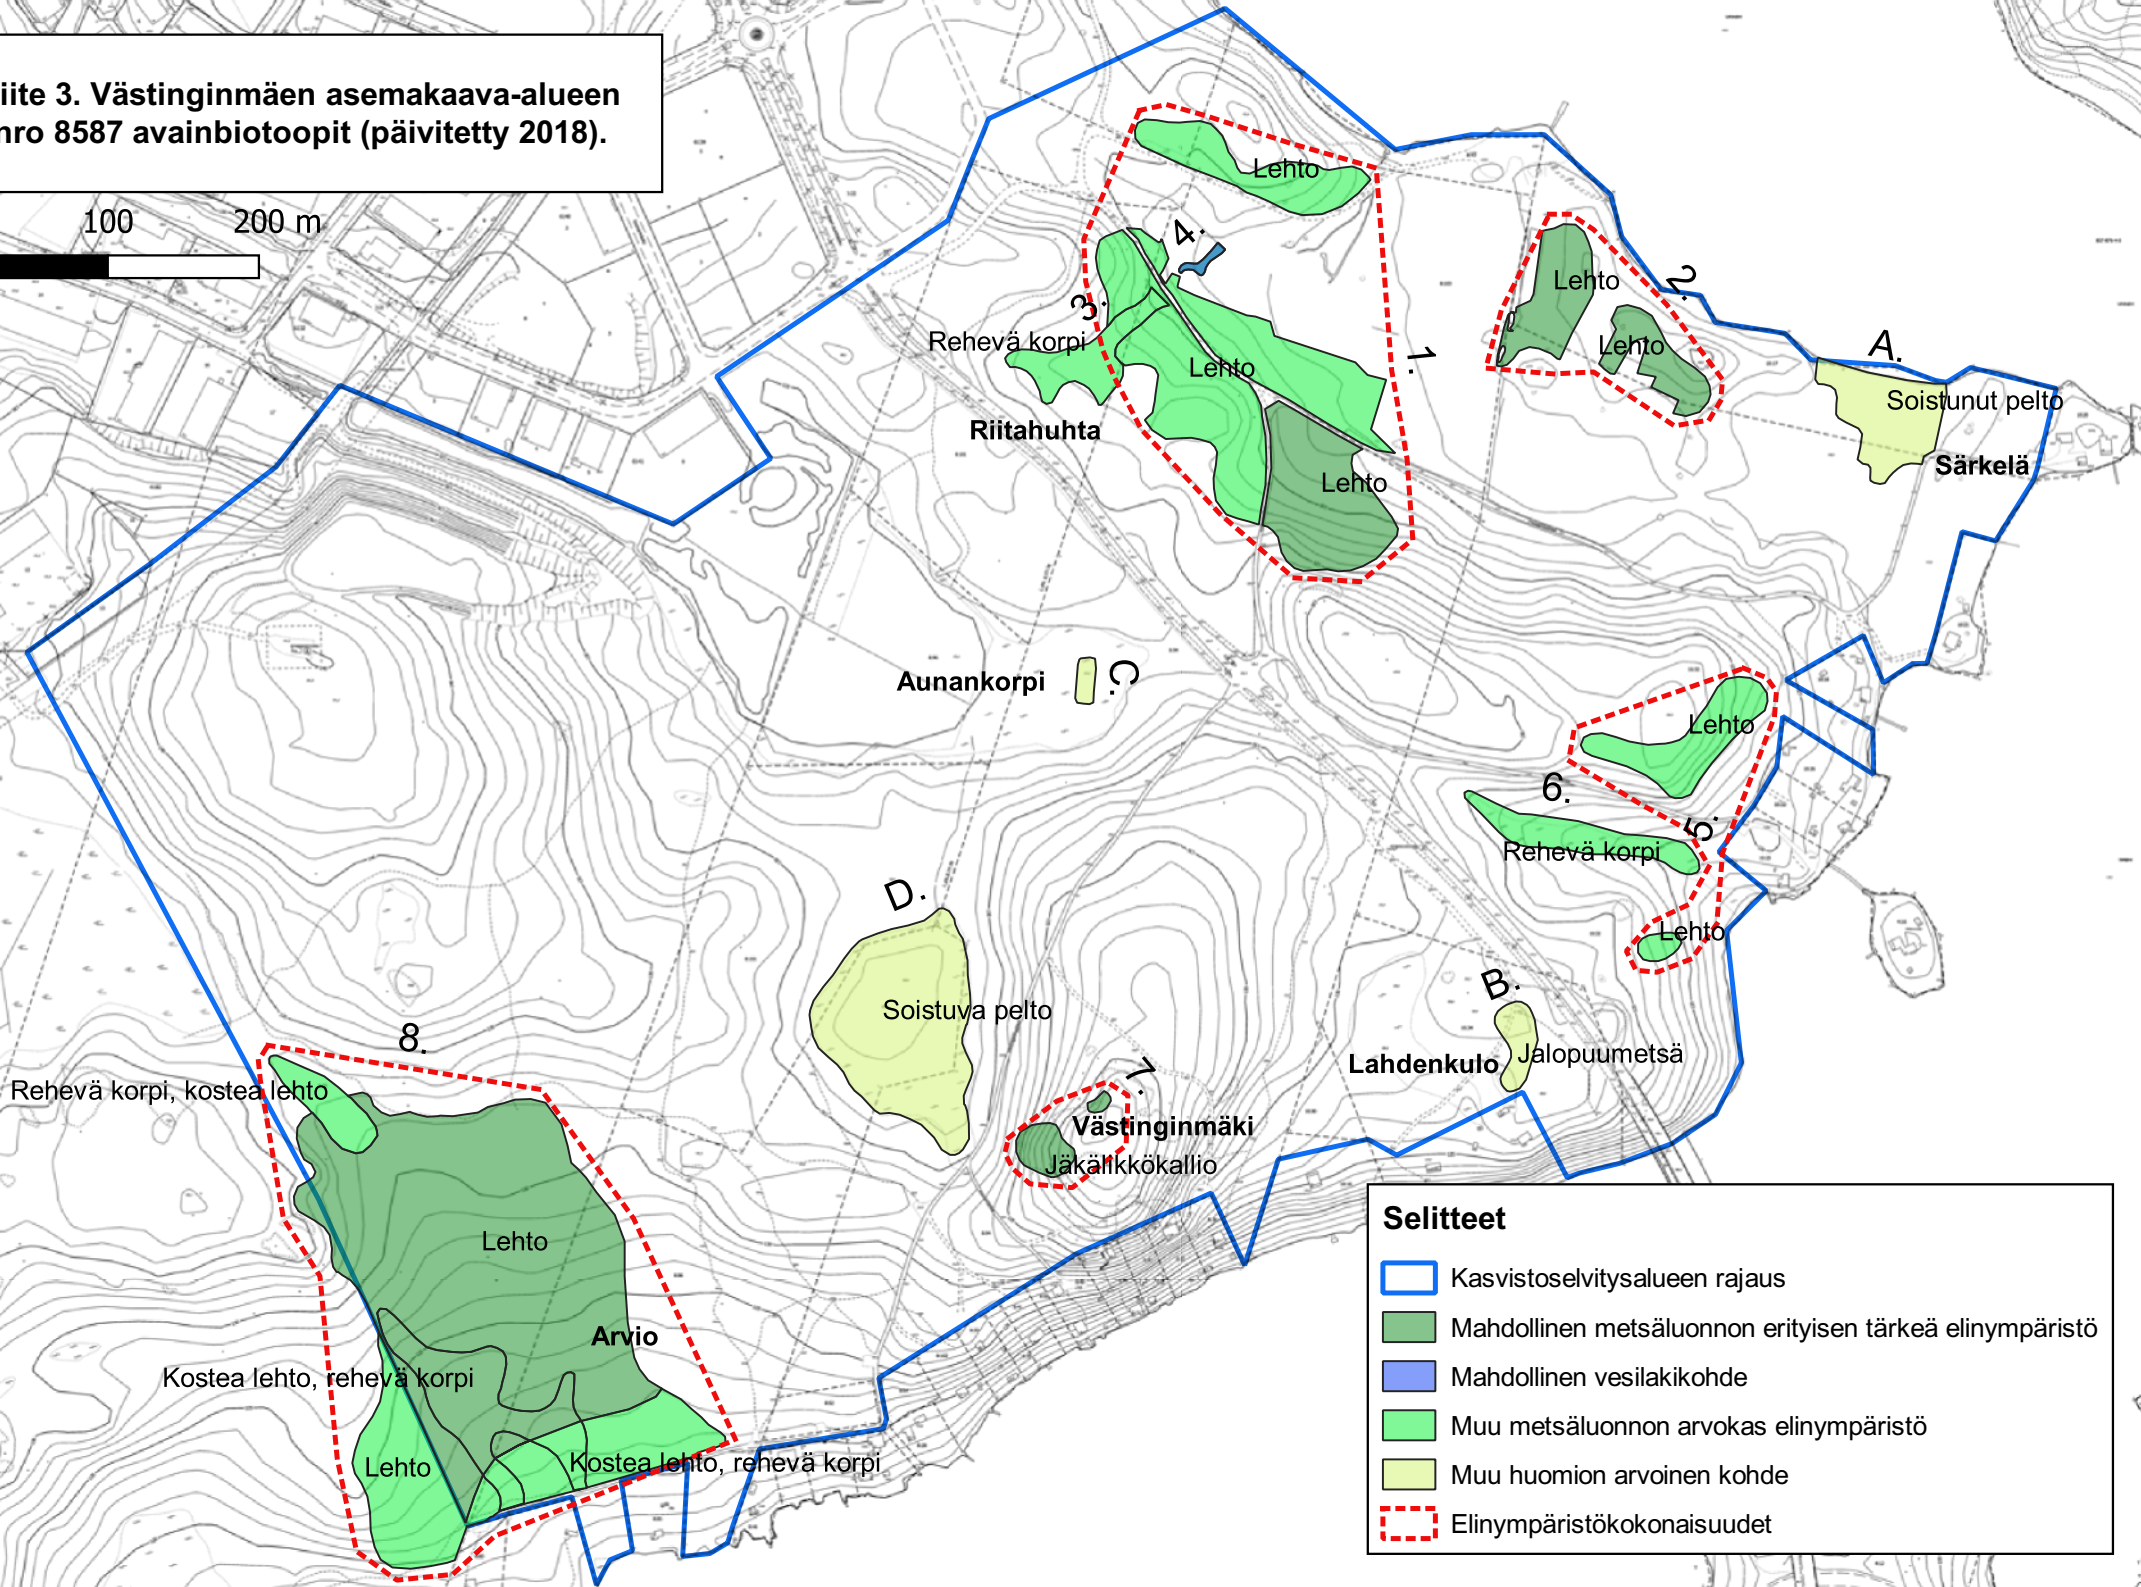 iite 3. Västinginmäen asemakaava-alueen
nro 8587 avainbiotoopit (päivitetty 2018).
100 200 m
Lehto
4.
Lehto
2.
3.
Rehevä korpi
Lehto
1.
Lehto
A.
Soistunut pelto
Riitahuhta
Lehto
Särkelä
Aunankorpi
C.
Lehto
6.
5.
Rehevä korpi
D.
Lehto
B.
Soistuva pelto
8.
Lahdenkulo
Jalopuumetsä
7.
Rehevä korpi, kostea lehto
Västinginmäki
Jäkälikkökallio
Lehto
Arvio
Kostea lehto, rehevä korpi
Lehto
Kostea lehto, rehevä korpi
Selitteet
Kasvistoselvitysalueen rajaus
Mahdollinen metsäluonnon erityisen tärkeä elinympäristö
Mahdollinen vesilakikohde
Muu metsäluonnon arvokas elinympäristö
Muu huomion arvoinen kohde
Elinympäristökokonaisuudet